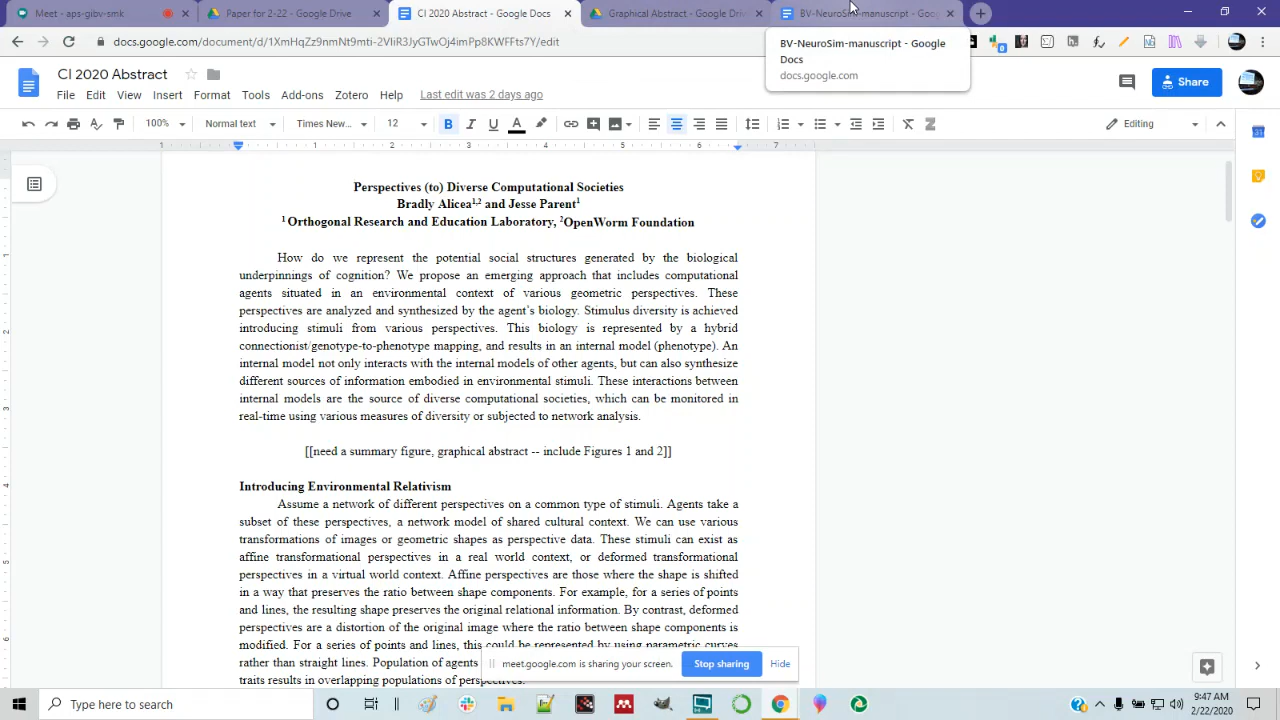 Meet - aps-gibv-smk
Paper for 2-22 - Google Drive
CI 2020 Abstract - Google Docs
Graphical Abstract - Google Drive
BV-NeuroSim-manuscript - Goog
docs.google.com/document/d/
BV-NeuroSim-manuscript - Google
Docs
docs.google.com
CI 2020 Abstract
Share
File Edit View Insert Format Tools Add-ons Zotero Help Last edit was 2 days ago
100% Normal text Times New... 12 B I U A Editing
1 1 2 3 4 5 6 7
Perspectives (to) Diverse Computational Societies
Bradly Alicea1,2 and Jesse Parent1
1 Orthogonal Research and Education Laboratory, 2OpenWorm Foundation
How do we represent the potential social structures generated by the biological
underpinnings of cognition? We propose an emerging approach that includes computational
agents situated in an environmental context of various geometric perspectives. These
perspectives are analyzed and synthesized by the agent's biology. Stimulus diversity is achieved
introducing stimuli from various perspectives. This biology is represented by a hybrid
connectionist/genotype-to-phenotype mapping, and results in an internal model (phenotype). An
internal model not only interacts with the internal models of other agents, but can also synthesize
different sources of information embodied in environmental stimuli. These interactions between
internal models are the source of diverse computational societies, which can be monitored in
real-time using various measures of diversity or subjected to network analysis.
[[need a summary figure, graphical abstract -- include Figures 1 and 2]]
Introducing Environmental Relativism
Assume a network of different perspectives on a common type of stimuli. Agents take a
subset of these perspectives, a network model of shared cultural context. We can use various
transformations of images or geometric shapes as perspective data. These stimuli can exist as
affine transformational perspectives in a real world context, or deformed transformational
perspectives in a virtual world context. Affine perspectives are those where the shape is shifted
in a way that preserves the ratio between shape components. For example, for a series of points
and lines, the resulting shape preserves the original relational information. By contrast, deformed
perspectives are a distortion of the original image where the ratio between shape components is
modified. For a series of points and lines, this could be represented by using parametric curves
rather than straight lines. Population of agents
traits results in overlapping populations of perspectives.
meet.google.com is sharing your screen. Stop sharing Hide
Type here to search
9:47 AM
2/22/2020